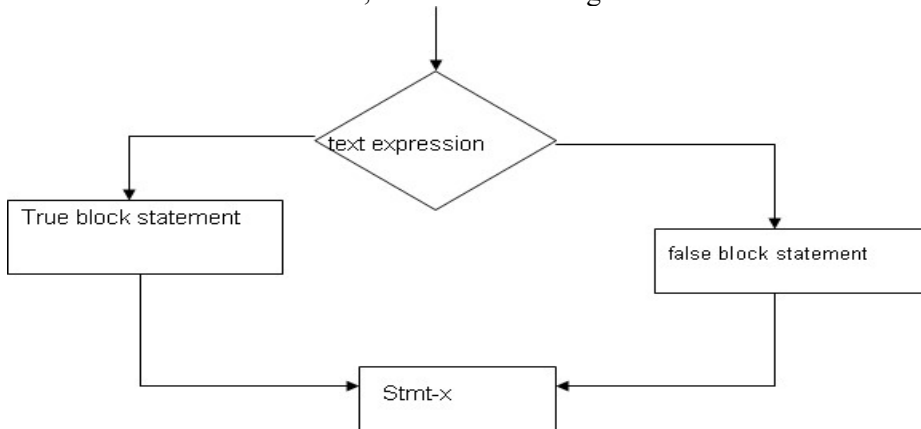 text expression
True block statement
false block statement
Stmt-x